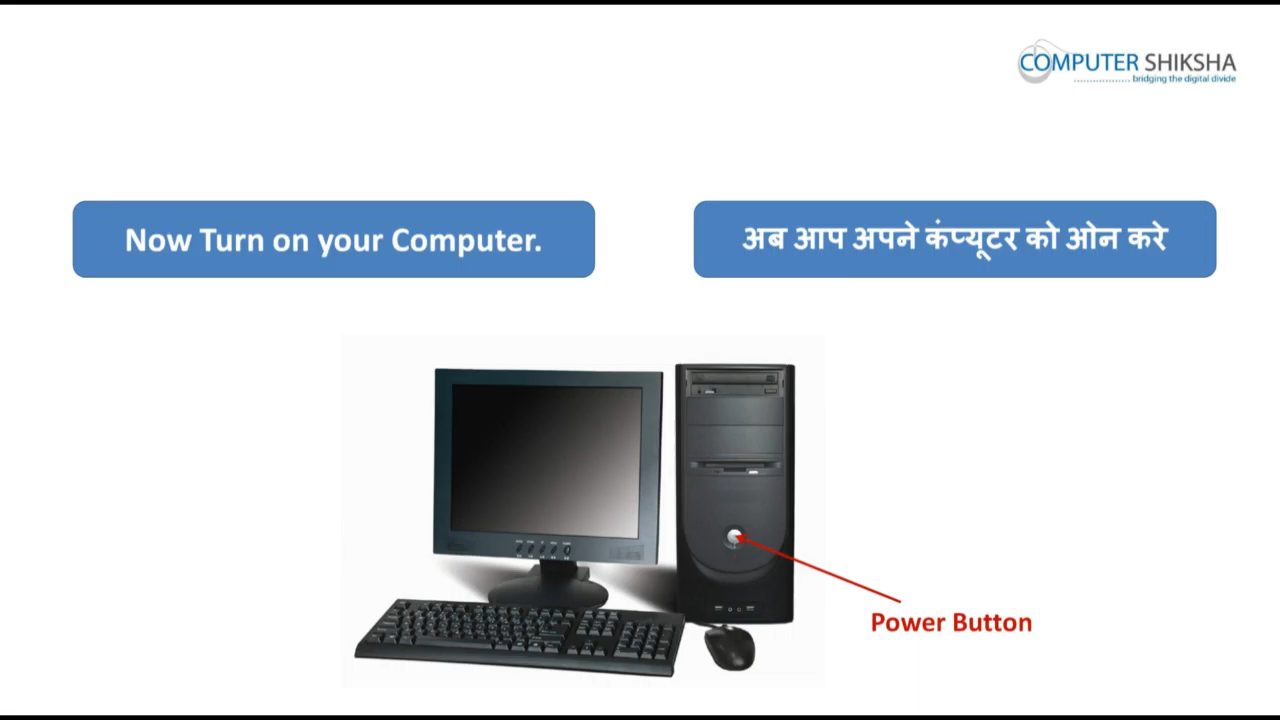 COMPUTER SHIKSHA
bridging the digital divide
Now Turn on your Computer.
अब आप अपने कंप्यूटर को ओन करे
Power Button